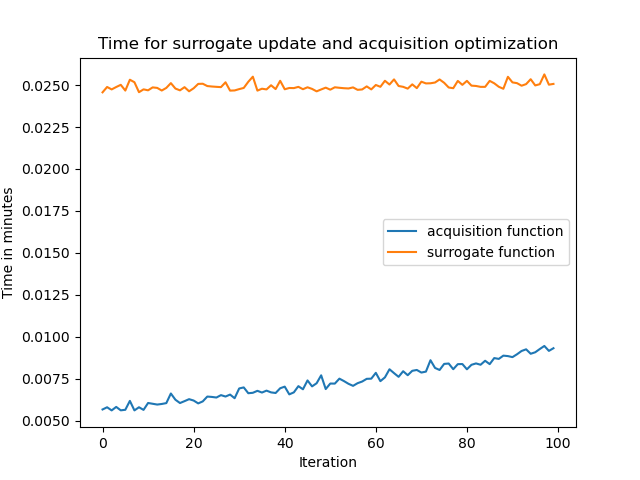 Time for surrogate update and acquisition optimization
0.0250
0.0225
0.0200
0.0175
0.0150
0.0125
0.0100
0.0075
0.0050
Time in minutes
acquisition function
surrogate function
0 20 40 60 80 100
Iteration